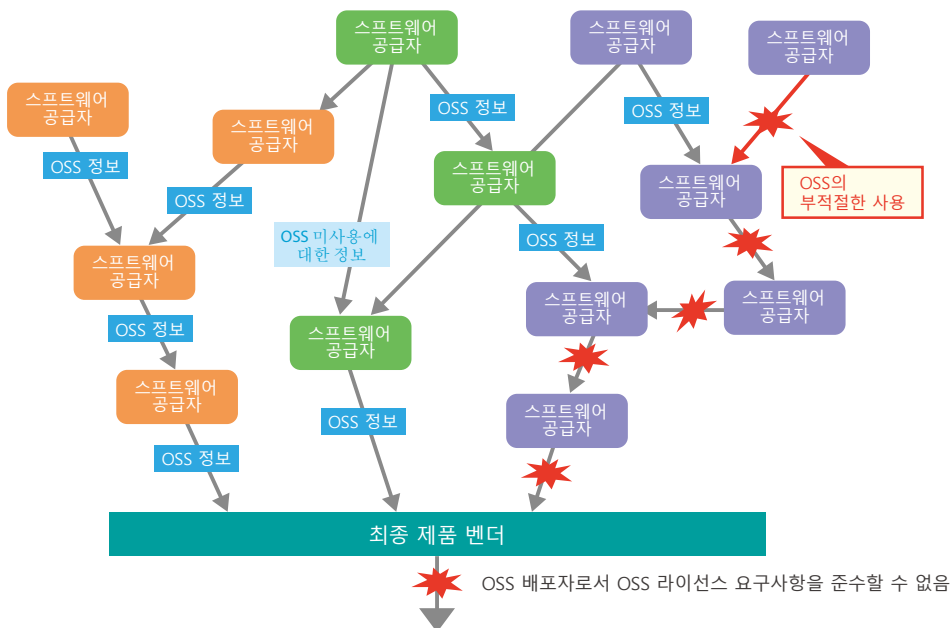 스프트웨어
공급자
스프트웨어
공급자
스프트웨어
공급자
스프트웨어
공급자
OSS 정보
OSS 정보
스프트웨어
공급자
OSS 정보
스프트웨어
공급자
스프트웨어
공급자
OSS의
부적절한 사용
OSS 정보
OSS 미사용에
대한 정보
OSS 정보
스프트웨어
공급자
스프트웨어
공급자
스프트웨어
공급자
OSS 정보
스프트웨어
공급자
스프트웨어
공급자
OSS 정보
스프트웨어
공급자
OSS 정보
최종 제품 벤더
OSS 배포자로서 OSS 라이선스 요구사항을 준수할 수 없음